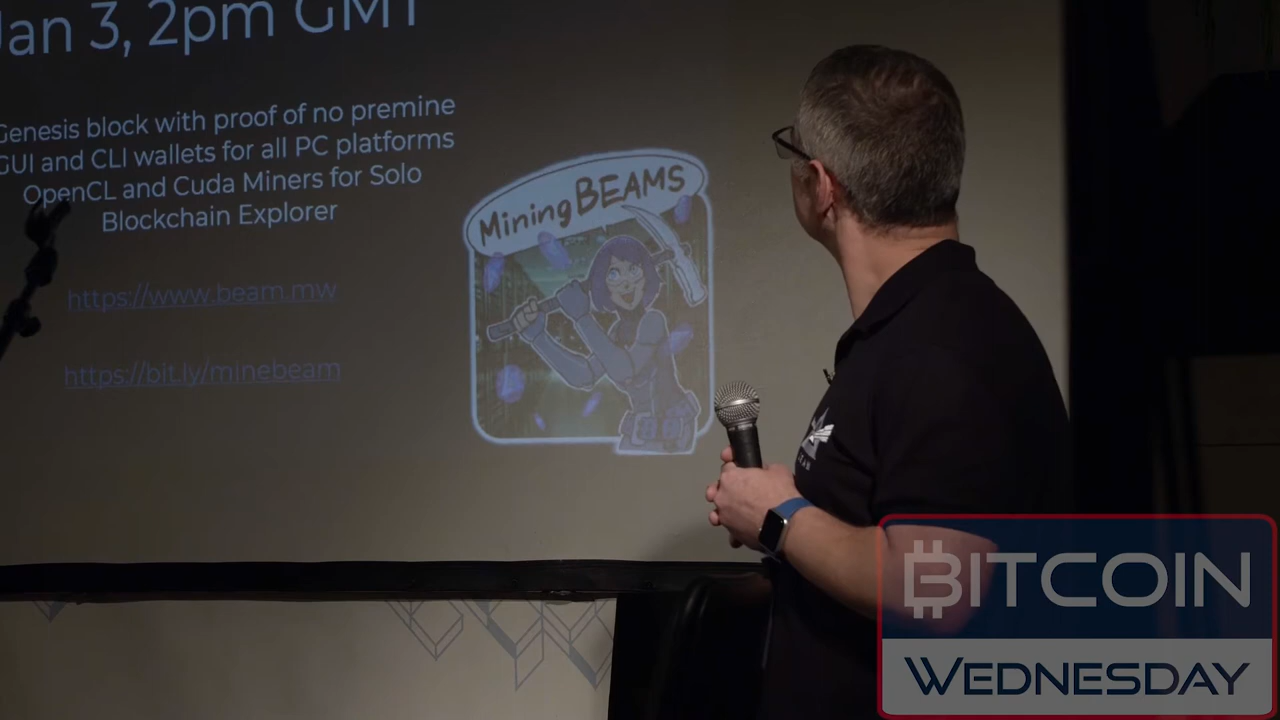 Jan 3, 2pm GMT
Genesis block with proof of no premine
GUI and CLI wallets for all PC platforms
OpenCL and Cuda Miners for Solo
Blockchain Explorer
https://www.beam.mw
https://bit.ly/minebeam
Mining BEAMS
BITCOIN
WEDNESDAY